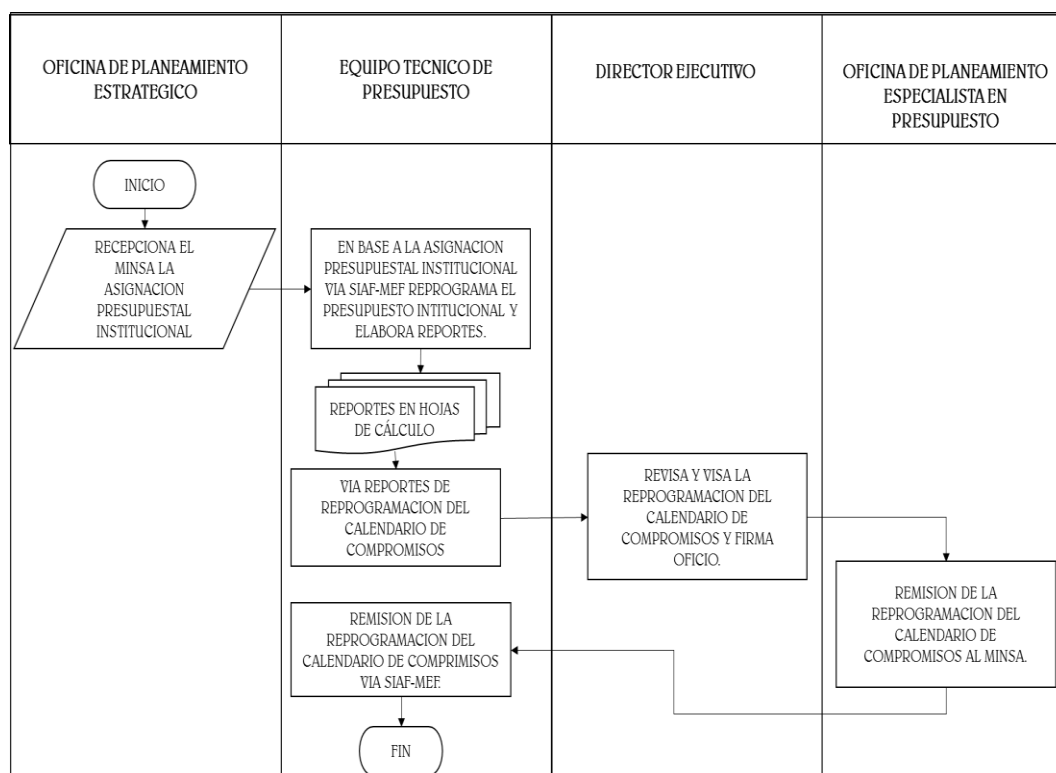 OFICINA DE PLANEAMIENTO
ESTRATEGICO
EQUIPO TECNICO DE
PRESUPUESTO
DIRECTOR EJECUTIVO
OFICINA DE PLANEAMIENTO
ESPECIALISTA EN
PRESUPUESTO
INICIO
RECEPCIONA EL
MINSA LA
ASIGNACION
PRESUPUESTAL
INSTITUCIONAL
EN BASE A LA ASIGNACION
PRESUPUESTAL INSTITUCIONAL
VIA SIAF-MEF REPROGRAMA EL
PRESUPUESTO INTITUCIONAL Y
ELABORA REPORTES.
REPORTES EN HOJAS
DE CÁLCULO
VIA REPORTES DE
REPROGRAMACION DEL
CALENDARIO DE
COMPROMISOS
REVISA Y VISA LA
REPROGRAMACION DEL
CALENDARIO DE
COMPROMISOS Y FIRMA
OFICIO.
REMISION DE LA
REPROGRAMACION DEL
CALENDARIO DE
COMPROMISOS AL MINSA.
REMISION DE LA
REPROGRAMACION DEL
CALENDARIO DE COMPRIMISOS
VIA SIAF-MEF.
FIN